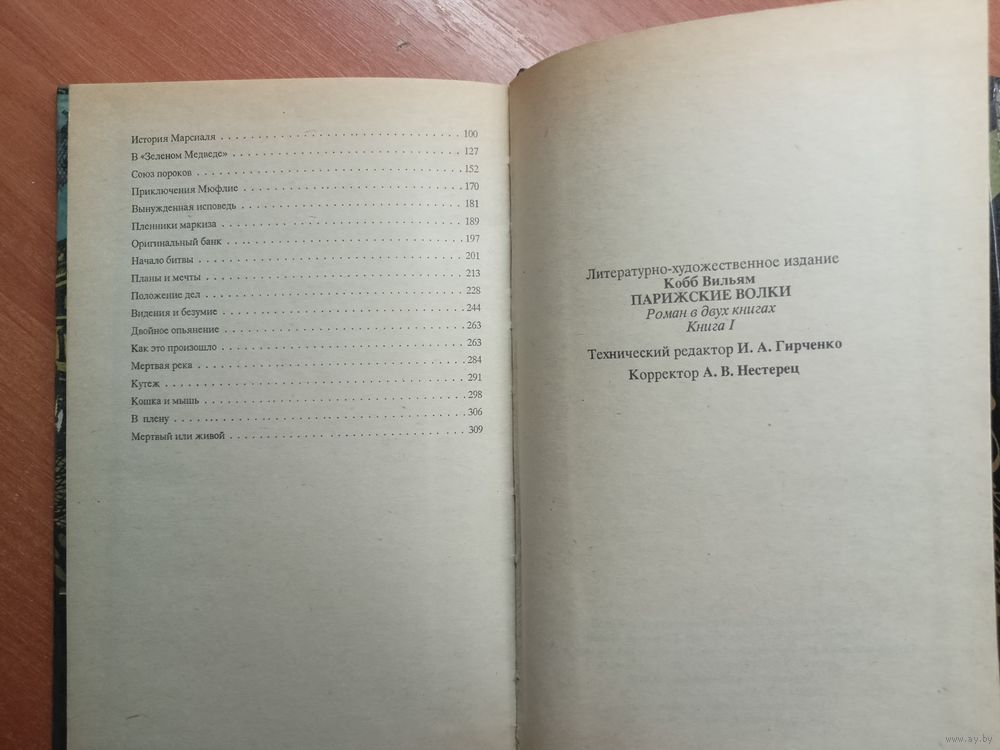 История Марсиаля . . . . . . . . . . . . . . . . . . . . . . . . . . . . . 100
В «Зеленом Медведе» . . . . . . . . . . . . . . . . . . . . . . . . . . . 127
Союз пороков . . . . . . . . . . . . . . . . . . . . . . . . . . . . . . . 152
Приключения Мюфлие . . . . . . . . . . . . . . . . . . . . . . . . . . 170
Вынужденная исповедь . . . . . . . . . . . . . . . . . . . . . . . . . . 181
Пленники маркиза . . . . . . . . . . . . . . . . . . . . . . . . . . . . 189
Оригинальный банк . . . . . . . . . . . . . . . . . . . . . . . . . . . 197
Начало битвы . . . . . . . . . . . . . . . . . . . . . . . . . . . . . . 201
Планы и мечты . . . . . . . . . . . . . . . . . . . . . . . . . . . . . 213
Положение дел . . . . . . . . . . . . . . . . . . . . . . . . . . . . . 228
Видения и безумие . . . . . . . . . . . . . . . . . . . . . . . . . . . 244
Двойное опьянение . . . . . . . . . . . . . . . . . . . . . . . . . . . 263
Как это произошло . . . . . . . . . . . . . . . . . . . . . . . . . . . 263
Мертвая река . . . . . . . . . . . . . . . . . . . . . . . . . . . . . . 284
Кутеж . . . . . . . . . . . . . . . . . . . . . . . . . . . . . . . . . 291
Кошка и мышь . . . . . . . . . . . . . . . . . . . . . . . . . . . . . 298
В плену . . . . . . . . . . . . . . . . . . . . . . . . . . . . . . . . 306
Мертвый или живой . . . . . . . . . . . . . . . . . . . . . . . . . . . 309
Литературно-художественное издание
Кобб Вильям
ПАРИЖСКИЕ ВОЛКИ
Роман в двух книгах
Книга I
Технический редактор И. А. Гирченко
Корректор А. В. Нестерец
www.ay.by